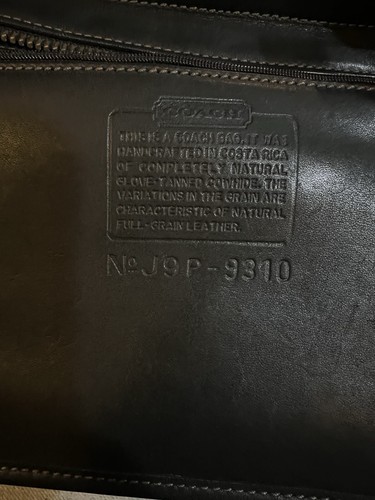 COACH
THIS IS A COACH BAG. IT WAS
HANDCRAFTED IN COSTA RICA
OF COMPLETELY NATURAL
GLOVE-TANNED COWHIDE. THE
VARIATIONS IN THE GRAIN ARE
CHARACTERISTIC OF NATURAL
FULL-GRAIN LEATHER.
No J9P-9310